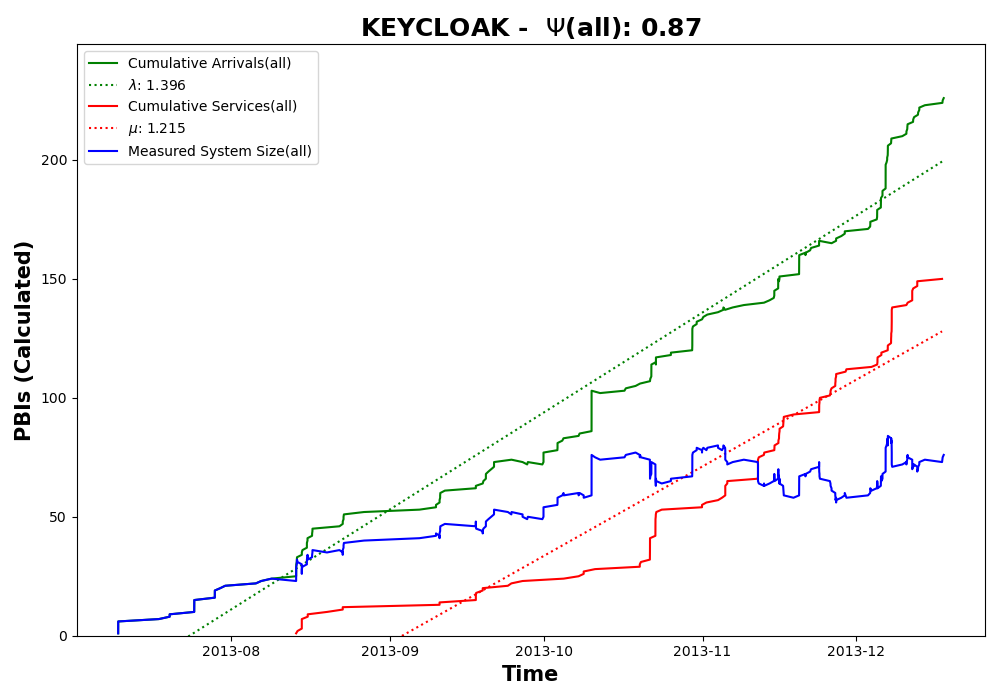 KEYCLOAK - Ψ(all): 0.87
Cumulative Arrivals(all)
λ: 1.396
Cumulative Services(all)
μ: 1.215
Measured System Size(all)
PBIs (Calculated)
200
150
100
50
0
2013-08 2013-09 2013-10 2013-11 2013-12
Time